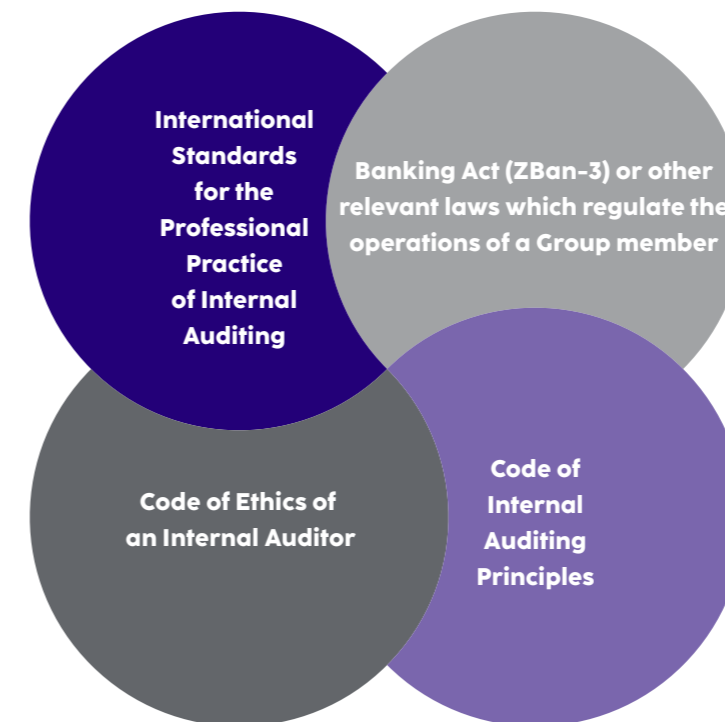 International
Standards
for the
Professional
Practice
of Internal
Auditing
Banking Act (ZBan-3) or other
relevant laws which regulate the
operations of a Group member
Code of Ethics of
an Internal Auditor
Code of
Internal
Auditing
Principles